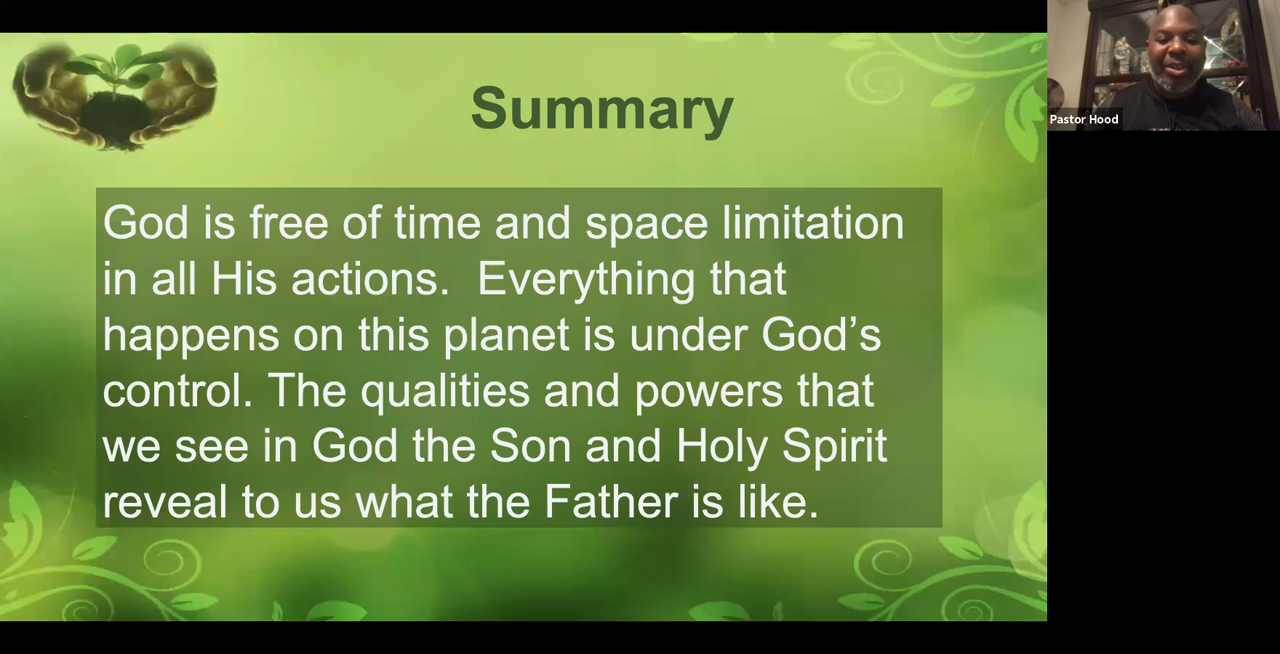 Summary
God is free of time and space limitation
in all His actions.  Everything that
happens on this planet is under God’s
control. The qualities and powers that
we see in God the Son and Holy Spirit
reveal to us what the Father is like.
Pastor Hood